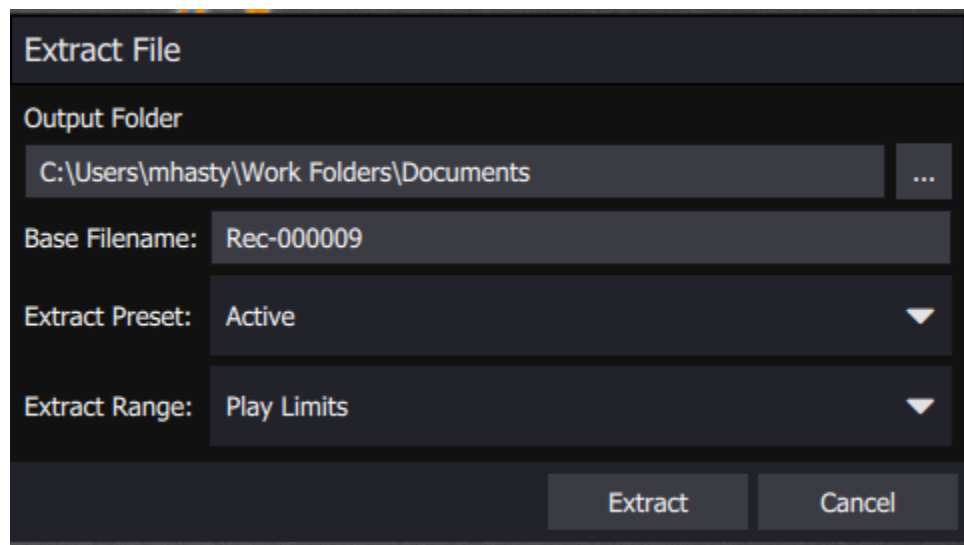 Extract File
Output Folder
C:\Users\mhasty\Work Folders\Documents
...
Base Filename: Rec-000009
Extract Preset: Active
Extract Range: Play Limits
Extract Cancel